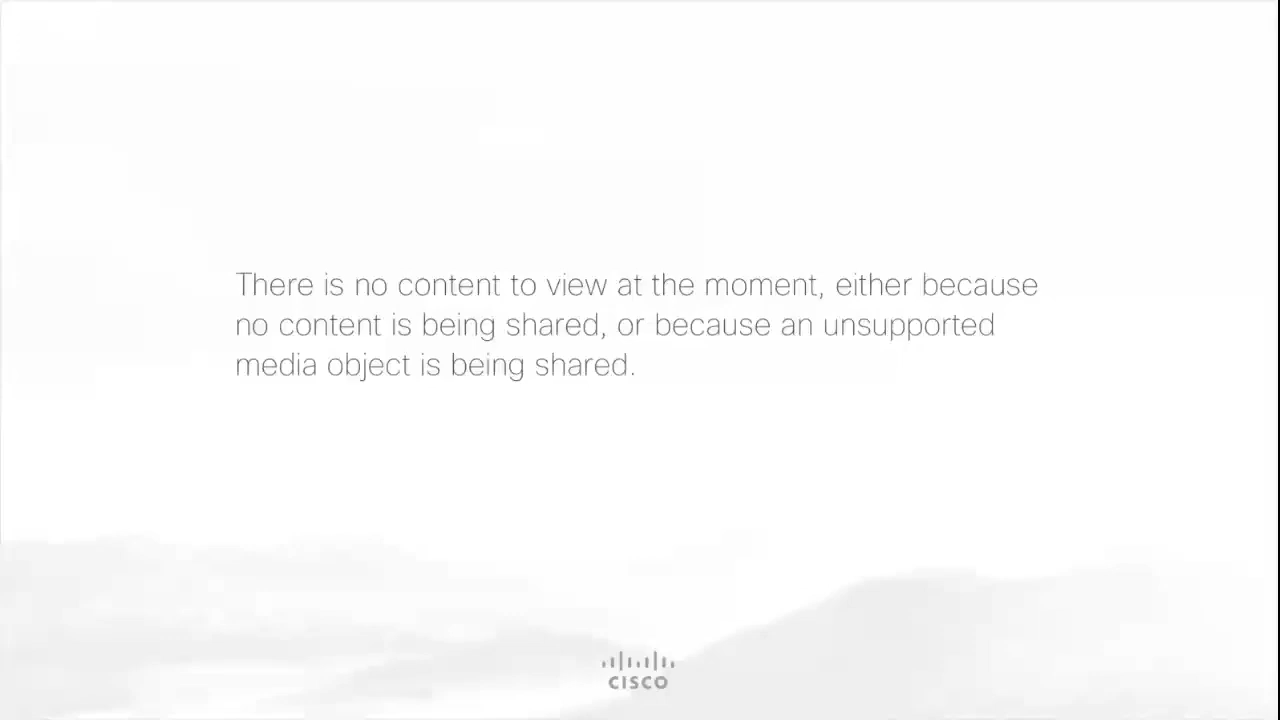 There is no content to view at the moment, either because
no content is being shared, or because an unsupported
media object is being shared.
CISCO